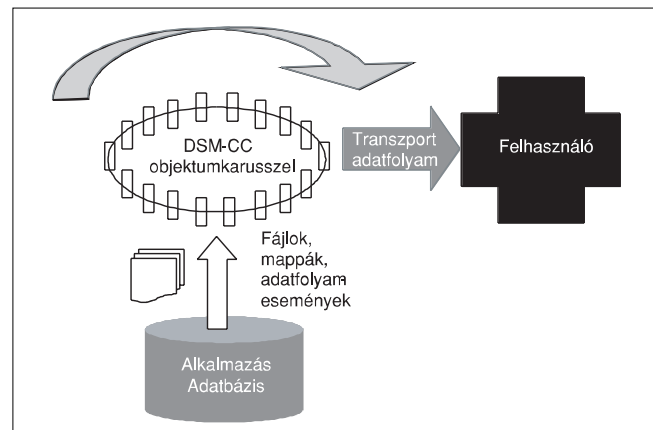 DSM-CC
objektumkarusszel
Transzport
adatfolyam
Felhasználó
Fájlok,
mappák,
adatfolyam
események
Alkalmazás
Adatbázis